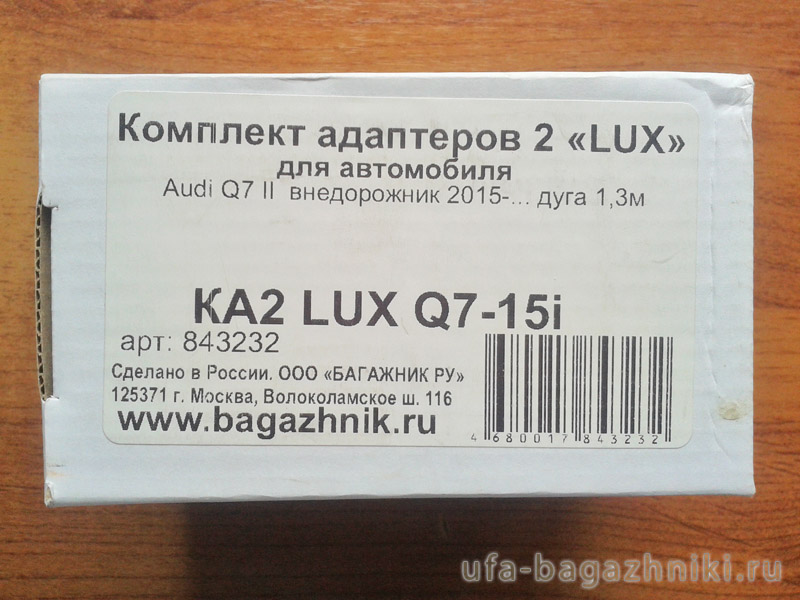 Комплект адаптеров 2 «LUX»
для автомобиля
Audi Q7 II внедорожник 2015-... дуга 1,3м
КА2 LUX Q7-15i
арт: 843232
Сделано в России. ООО «БАГАЖНИК РУ»
125371 г. Москва, Волоколамское ш. 116
www.bagazhnik.ru
4 680017 843232
ufa-bagazhniki.ru